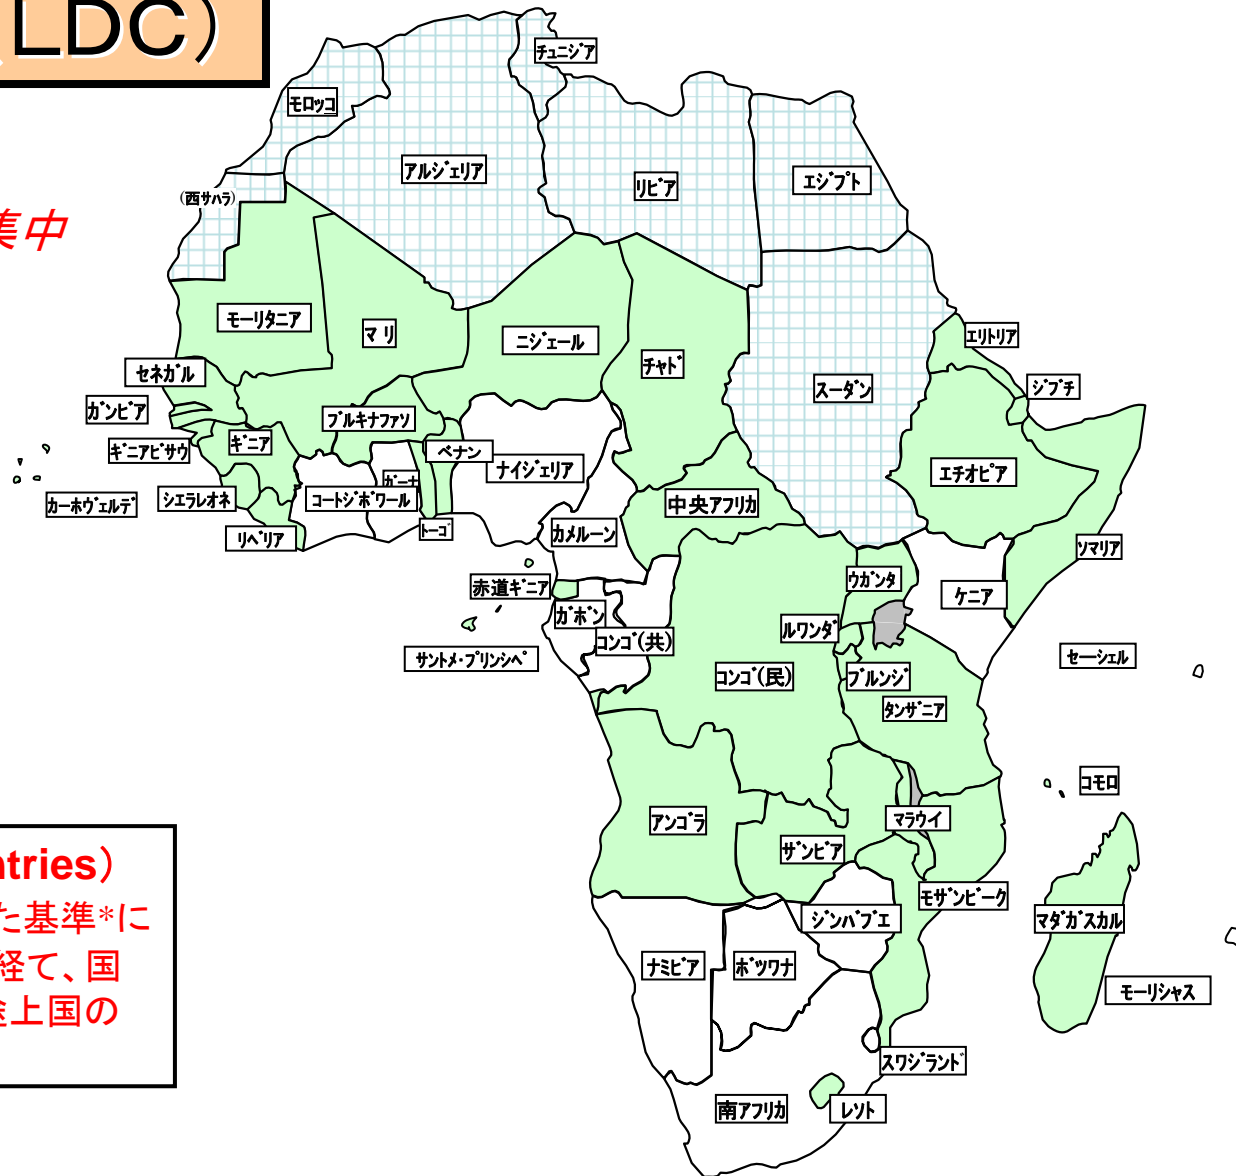 （LDC）
集中
チュニジア
モロッコ
アルジェリア
リビア
エジプト
(西サハラ)
モーリタニア
マリ
ニジェール
チャド
スーダン
エリトリア
ジブチ
セネガル
ガンビア
ギニアビサウ
ギニア
ブルキナファソ
ベナン
ナイジェリア
エチオピア
カーホヴェルデ
シエラレオネ
コートジボワール
ガーナ
中央アフリカ
リベリア
トーゴ
カメルーン
ソマリア
赤道ギニア
ガボン
ウガンダ
ケニア
サントメ・プリンシペ
コンゴ(共)
コンゴ(民)
ルワンダ
ブルンジ
タンザニア
セーシェル
コモロ
アンゴラ
ザンビア
マラウイ
モザンビーク
ジンバブエ
マダガスカル
ナミビア
ボツワナ
モーリシャス
スワジランド
南アフリカ
レソト
ntries）
た基準*に
経て、国
途上国の